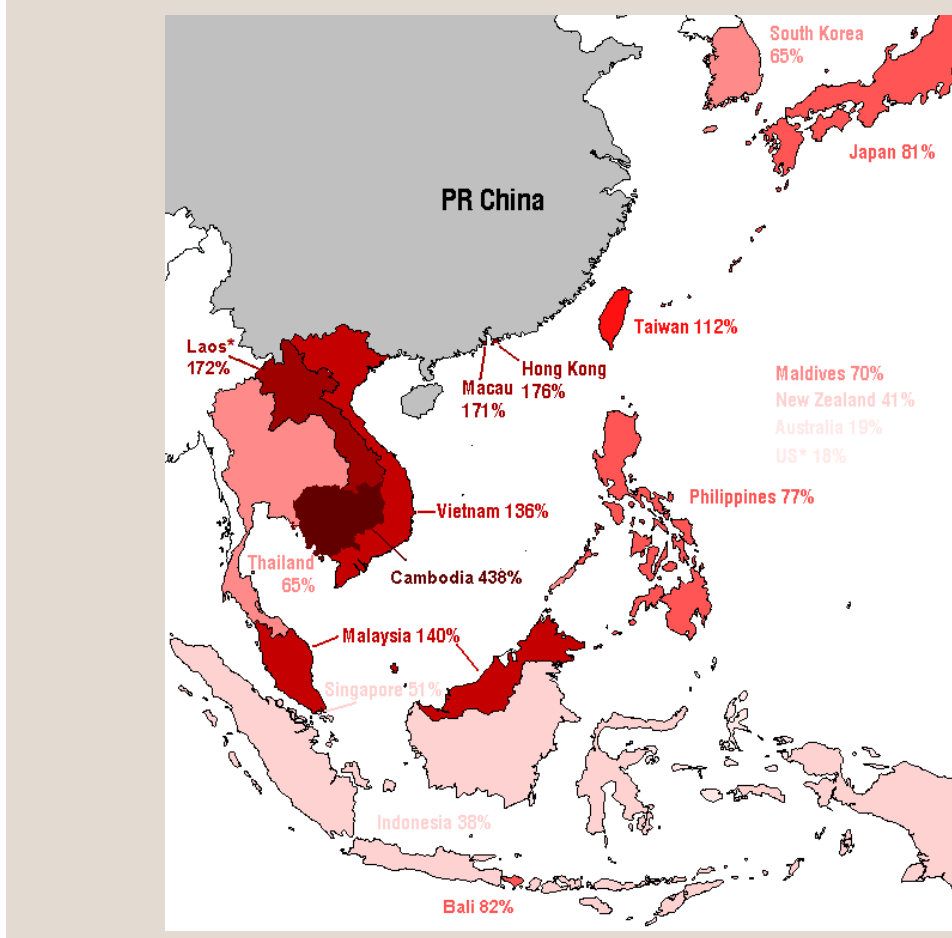 South Korea
65%
Japan 81%
PR China
Taiwan 112%
Laos*
172%
Hong Kong
176%
Macau
171%
Maldives 70%
New Zealand 41%
Australia 19%
US* 18%
Philippines 77%
Vietnam 136%
Thailand
65%
Cambodia 438%
Malaysia 140%
Singapore 51%
Indonesia 38%
Bali 82%